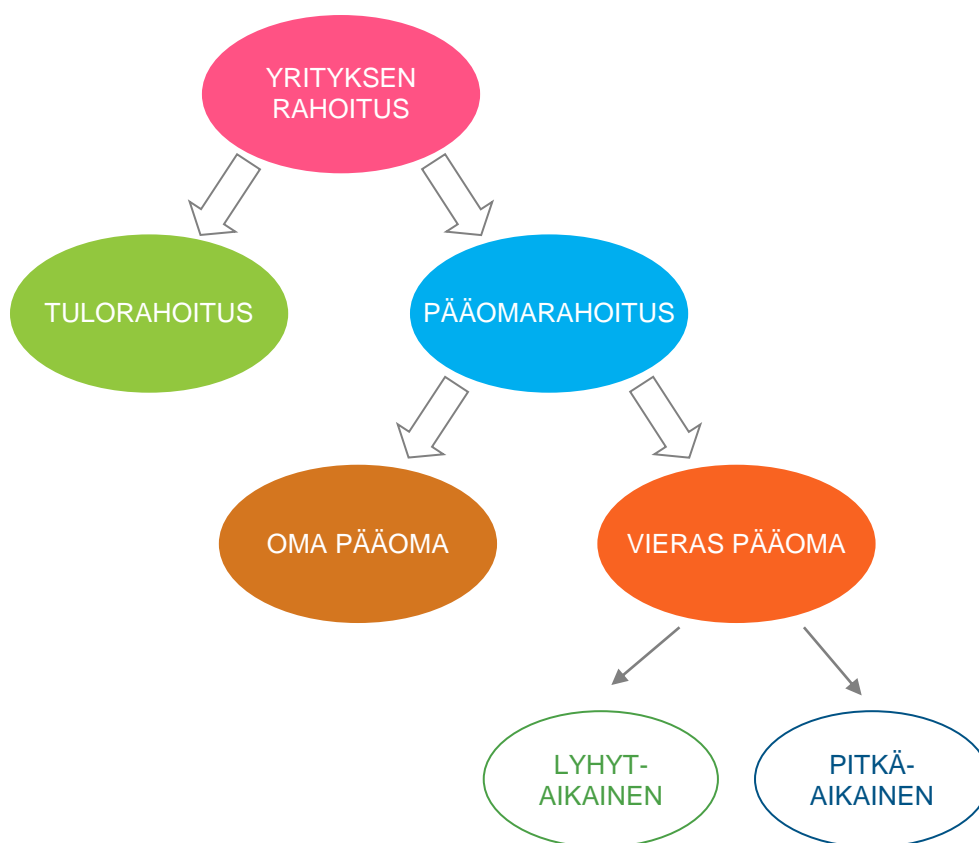 YRITYKSEN
RAHOITUS
TULORAHOITUS
PÄÄOMARAHOITUS
OMA PÄÄOMA
VIERAS PÄÄOMA
LYHYT-
AIKAINEN
PITKÄ-
AIKAINEN